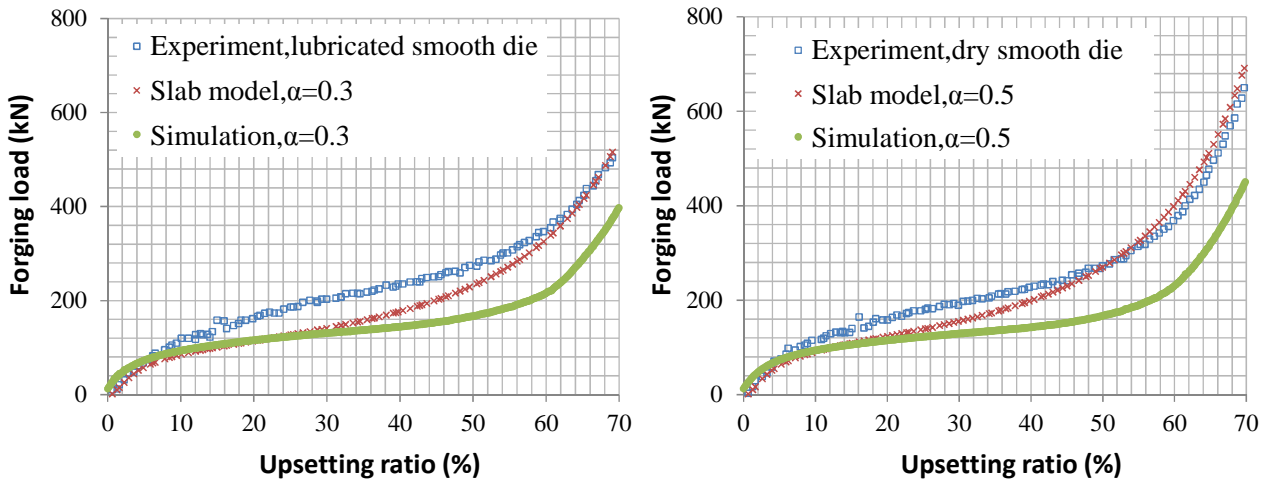 800
600
400
200
0
0 10 20 30 40 50 60 70
Forging load (kN)
Upsetting ratio (%)
Experiment,lubricated smooth die
Slab model,α=0.3
Simulation,α=0.3
800
600
400
200
0
0 10 20 30 40 50 60 70
Forging load (kN)
Upsetting ratio (%)
Experiment,dry smooth die
Slab model,α=0.5
Simulation,α=0.5